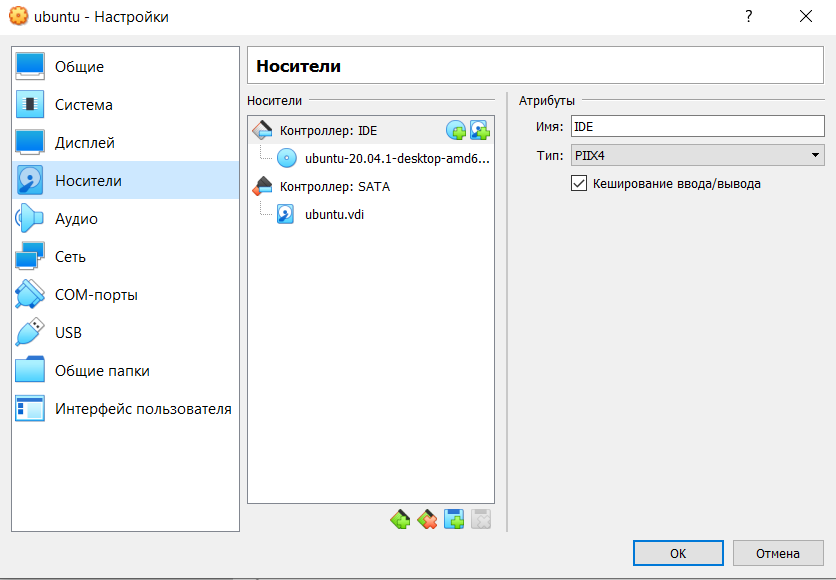 ubuntu - Настройки
?
Общие
Система
Дисплей
Носители
Аудио
Сеть
COM-порты
USB
Общие папки
Интерфейс пользователя
Носители
Носители
Контроллер: IDE
ubuntu-20.04.1-desktop-amd6...
Контроллер: SATA
ubuntu.vdi
Атрибуты
Имя: IDE
Тип: PIIX4
Кеширование ввода/вывода
OK
Отмена